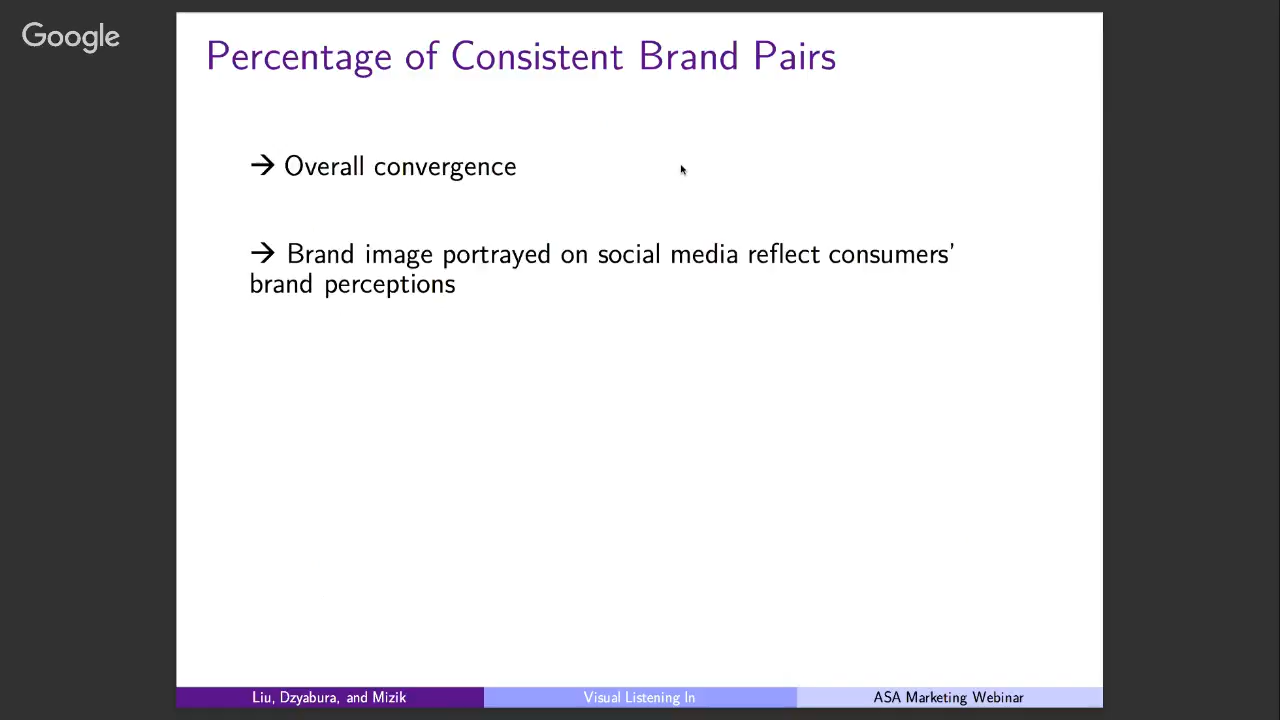 Google
Percentage of Consistent Brand Pairs
→ Overall convergence
→ Brand image portrayed on social media reflect consumers’
brand perceptions
Liu, Dzyabura, and Mizik
Visual Listening In
ASA Marketing Webinar